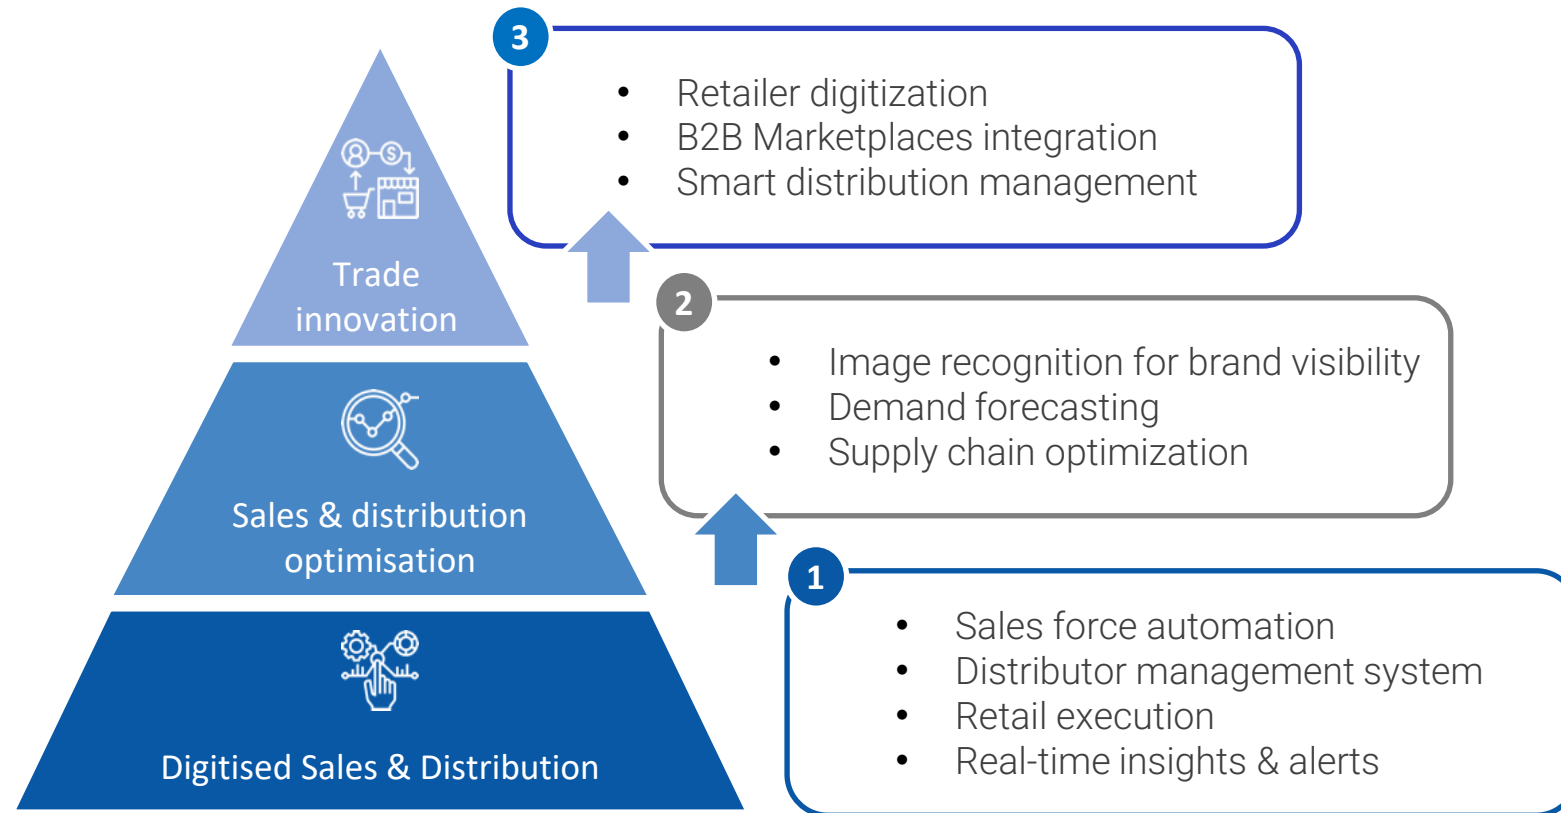 3
• Retailer digitization
• B2B Marketplaces integration
• Smart distribution management
Trade
innovation
2
• Image recognition for brand visibility
• Demand forecasting
• Supply chain optimization
Sales & distribution
optimisation
1
• Sales force automation
• Distributor management system
• Retail execution
• Real-time insights & alerts
Digitised Sales & Distribution